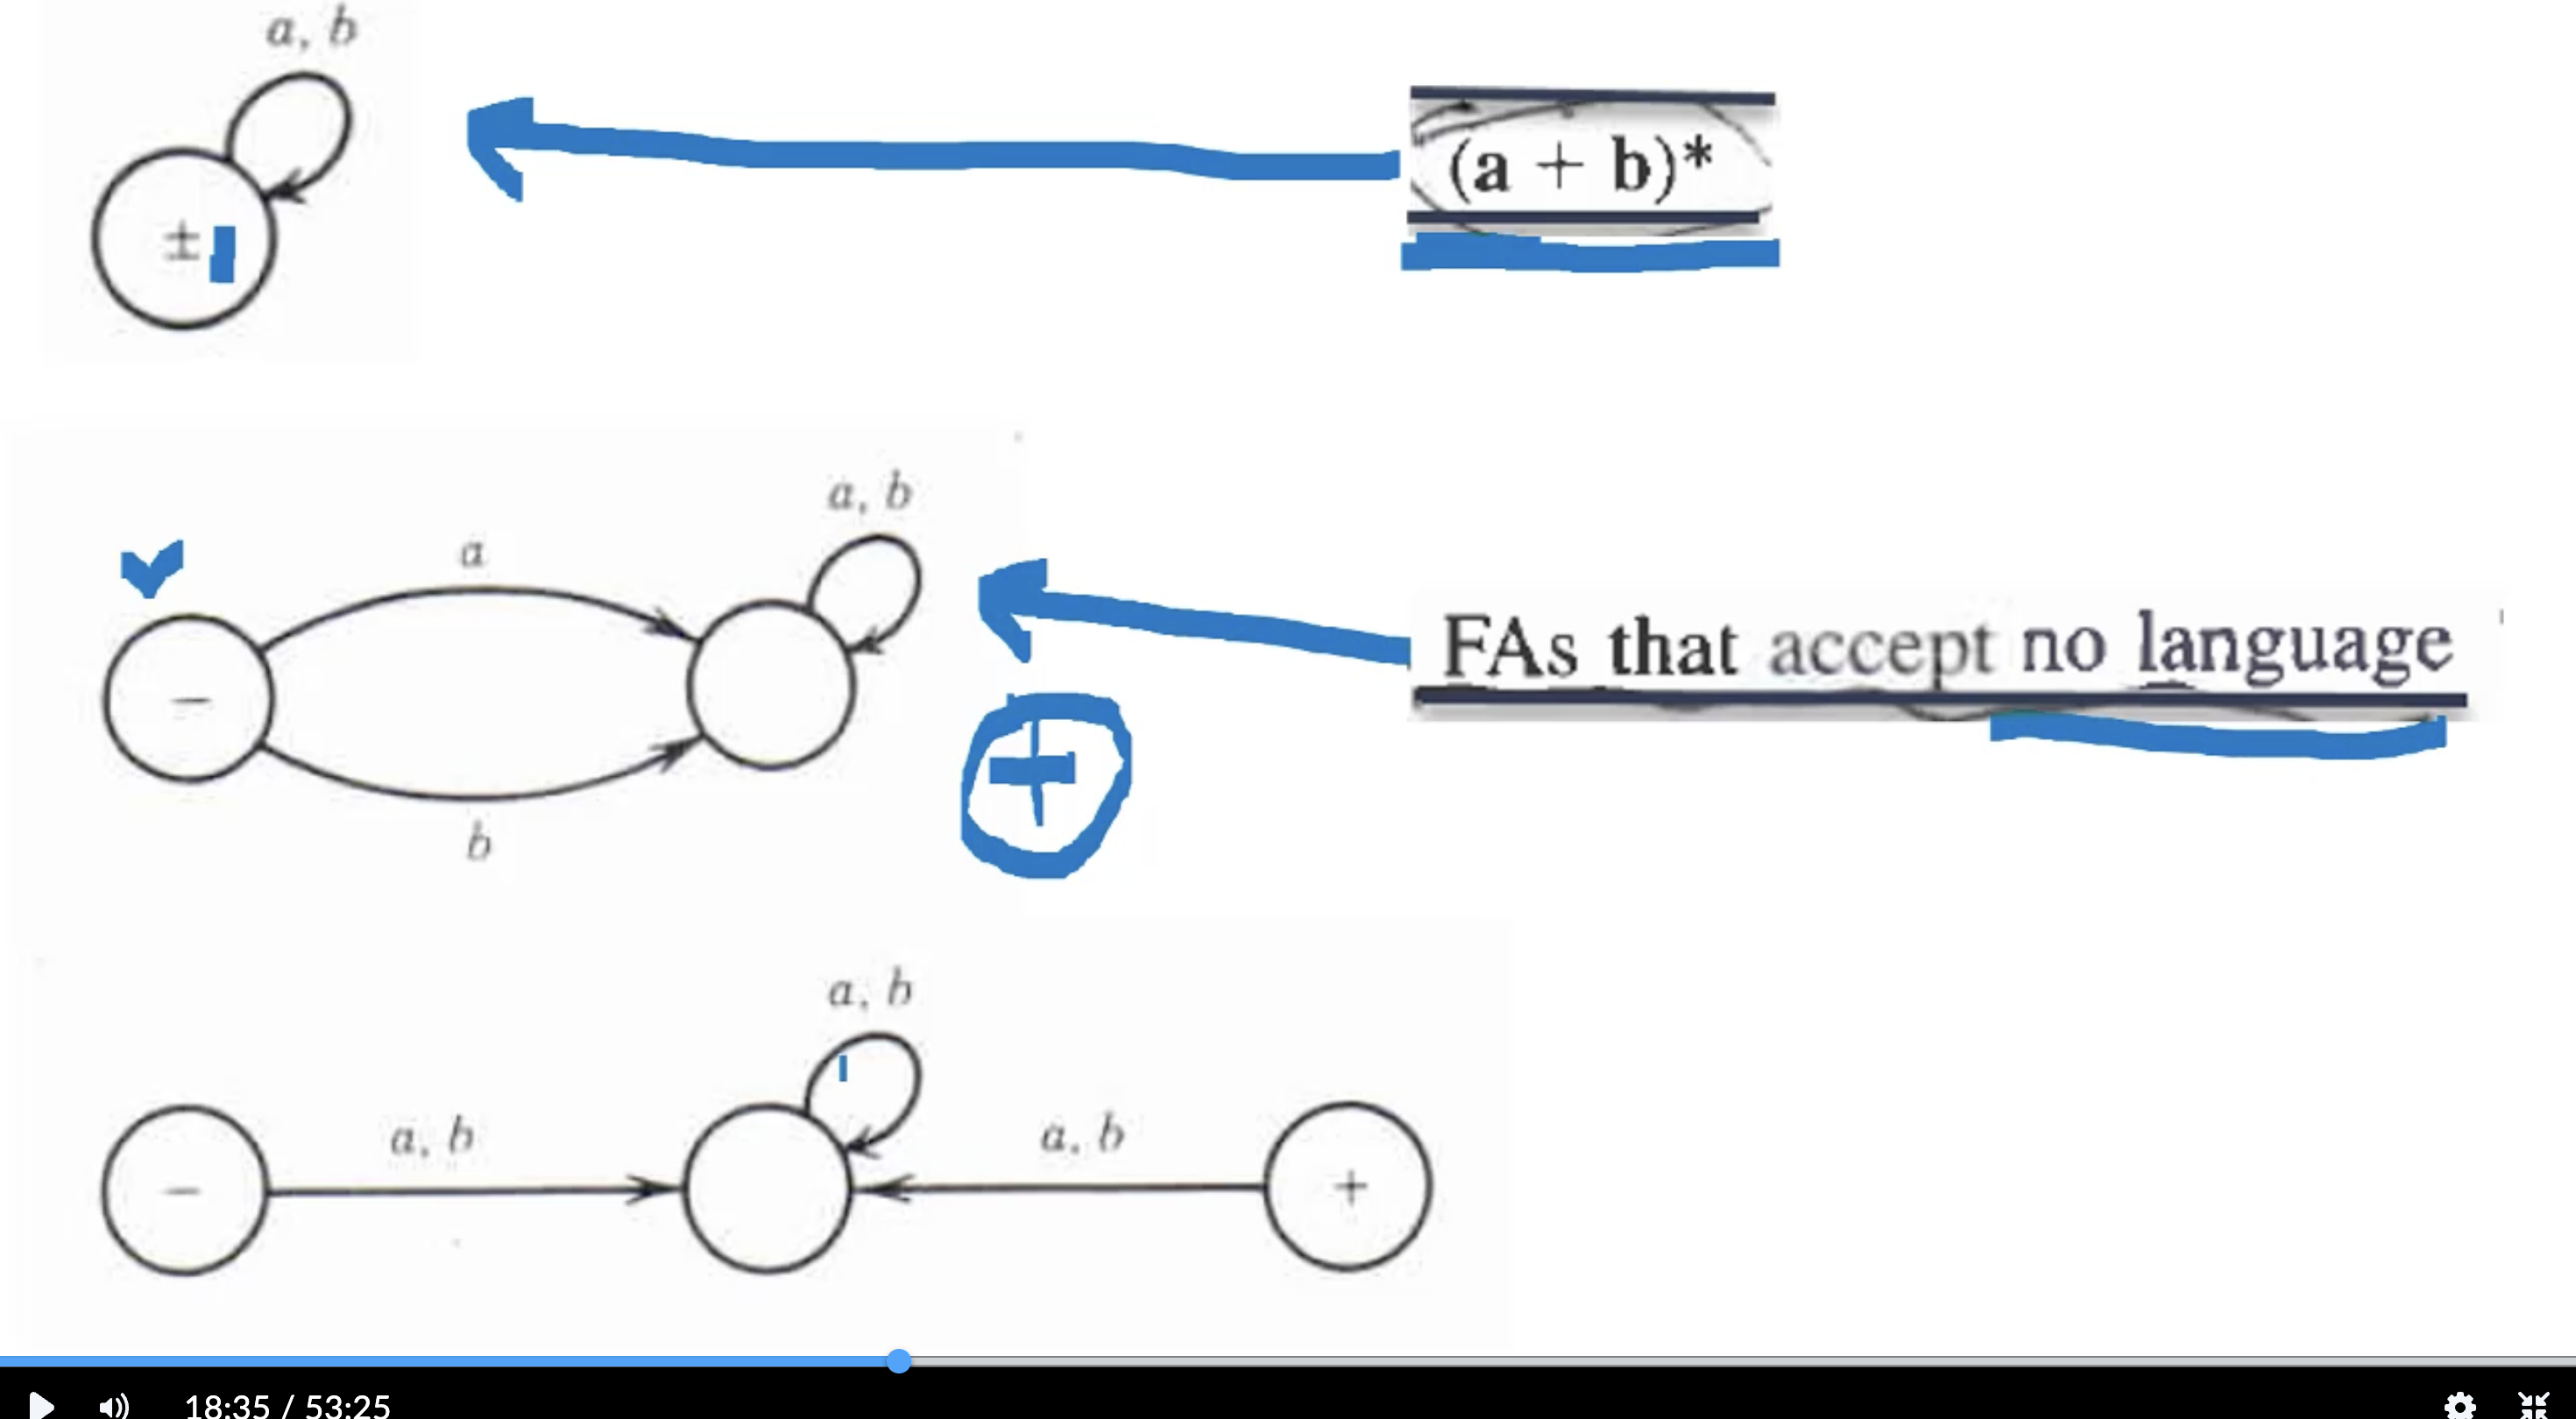 a, b
±
(a + b)*
a, b
a
−
FAs that accept no language
+
b
a, b
− a, b a, b +
18:35 / 53:25